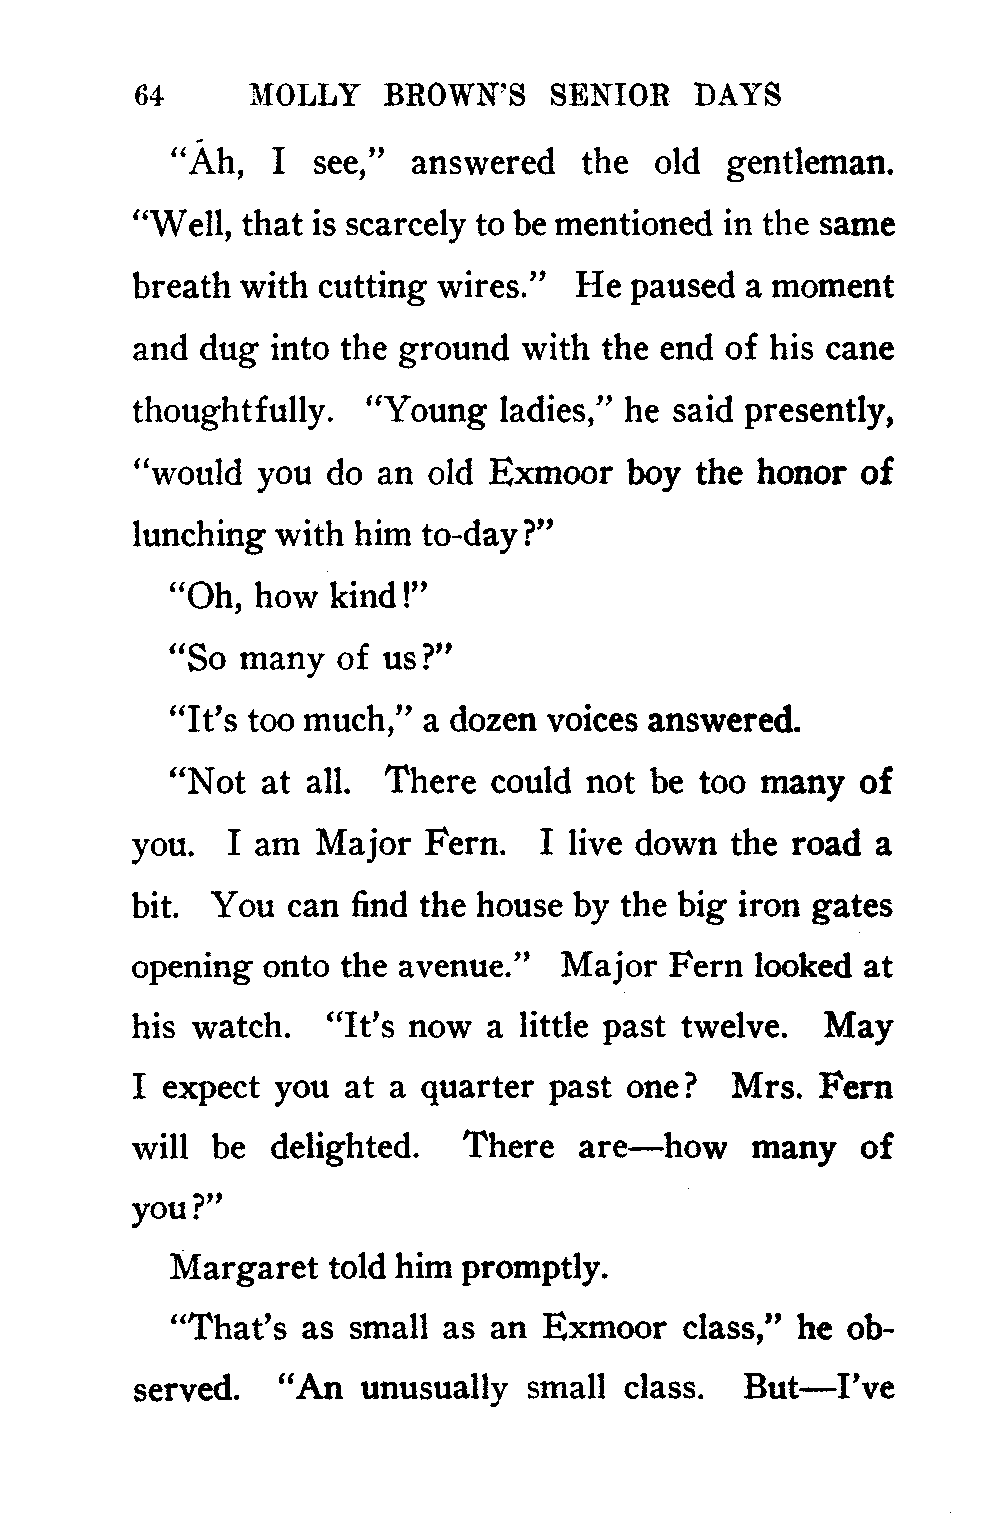 64 MOLLY BROWN'S SENIOR DAYS
"Ah, I see," answered the old gentleman.
"Well, that is scarcely to be mentioned in the same
breath with cutting wires." He paused a moment
and dug into the ground with the end of his cane
thoughtfully. "Young ladies," he said presently,
"would you do an old Exmoor boy the honor of
lunching with him to-day?"
"Oh, how kind!"
"So many of us?"
"It's too much," a dozen voices answered.
"Not at all. There could not be too many of
you. I am Major Fern. I live down the road a
bit. You can find the house by the big iron gates
opening onto the avenue." Major Fern looked at
his watch. "It's now a little past twelve. May
I expect you at a quarter past one? Mrs. Fern
will be delighted. There are—how many of
you?"
Margaret told him promptly.
"That's as small as an Exmoor class," he ob-
served. "An unusually small class. But—I've